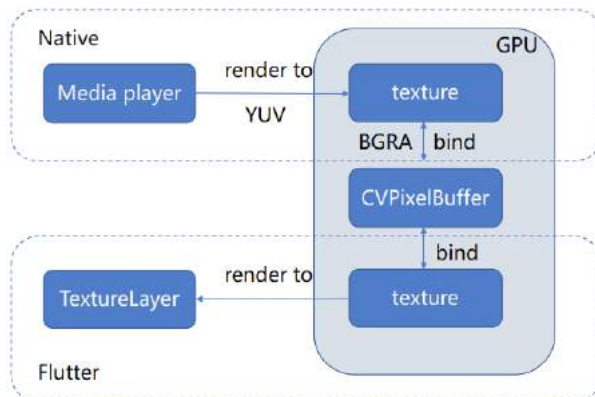 Native
GPU
render to
Media player
texture
YUV
BGRA bind
CVPixelBuffer
bind
render to
TextureLayer
texture
Flutter